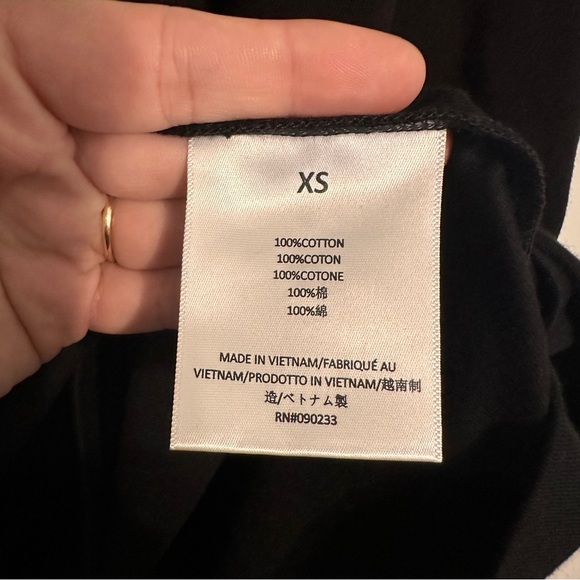 XS
100%COTTON
100%COTON
100%COTONE
100%棉
100%綿
MADE IN VIETNAM/FABRIQUÉ AU
VIETNAM/PRODOTTO IN VIETNAM/越南制
造/ベトナム製
RN#090233